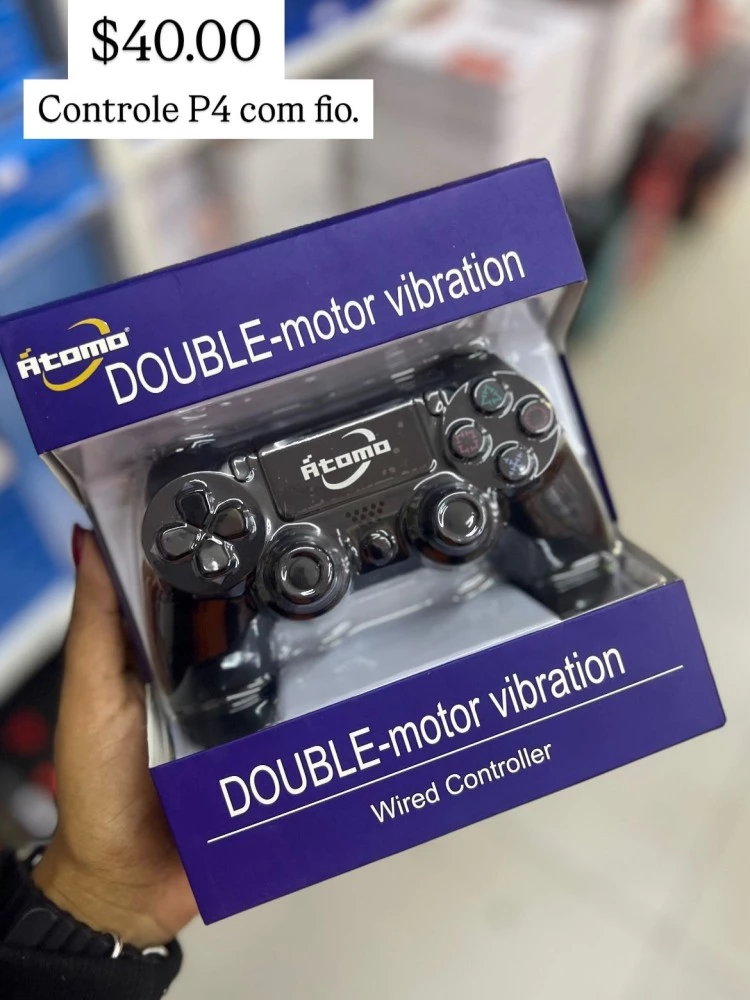 $40.00
Controle P4 com fio.
Átomo
DOUBLE-motor vibration
Átomo
DOUBLE-motor vibration
Wired Controller